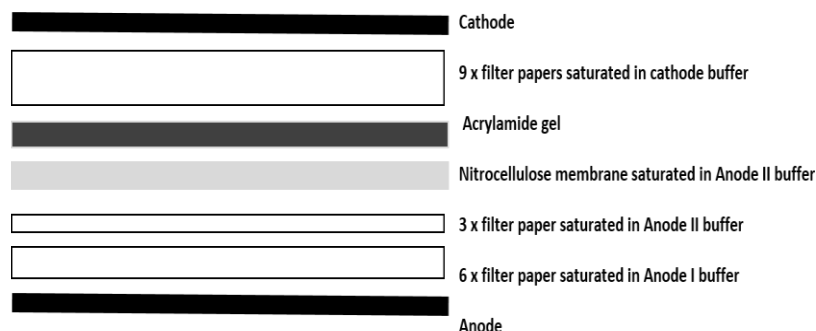 Cathode
9 x filter papers saturated in cathode buffer
Acrylamide gel
Nitrocellulose membrane saturated in Anode II buffer
3 x filter paper saturated in Anode II buffer
6 x filter paper saturated in Anode I buffer
Anode